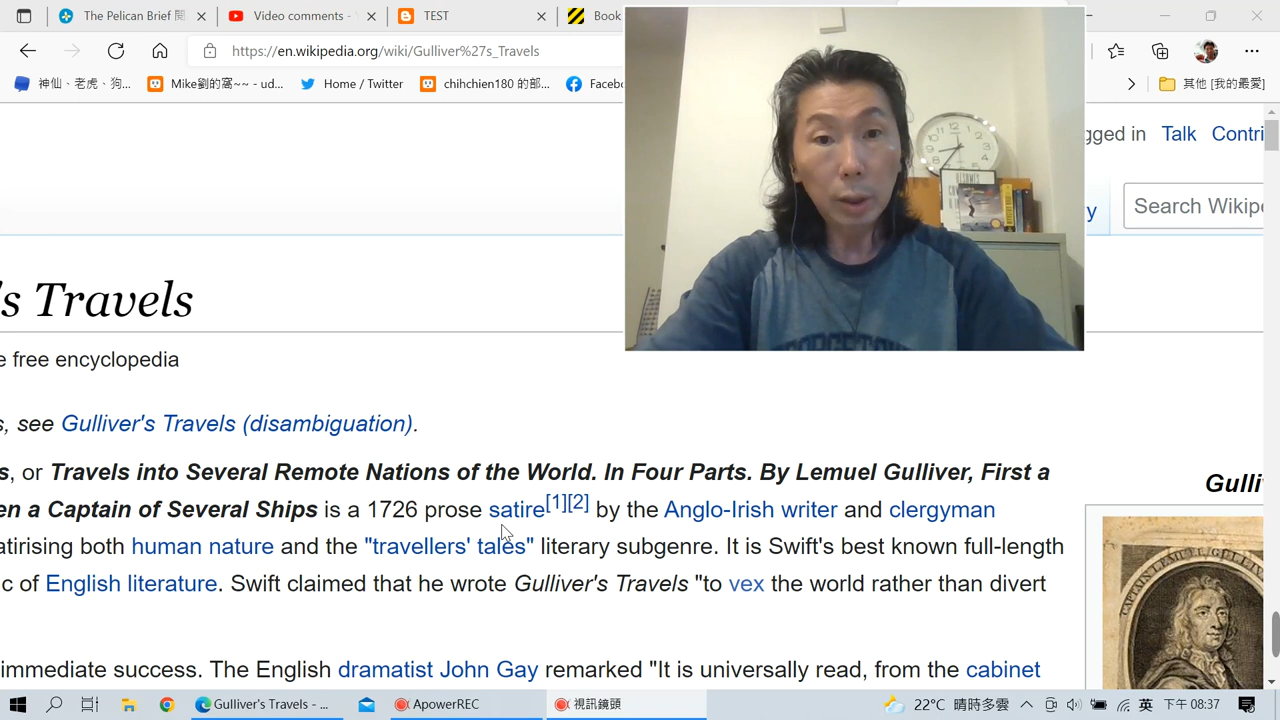 The Pelican Brief 閱
Video comments -
TEST
Book
https://en.wikipedia.org/wiki/Gulliver%27s_Travels
神仙、老虎、狗...
Mike劉的窩~~ - ud...
Home / Twitter
chihchien180 的部...
Facebo
其他 [我的最愛]
gged in Talk Contri
y
Search Wikipe
's Travels
e free encyclopedia
s, see Gulliver's Travels (disambiguation).
s, or Travels into Several Remote Nations of the World. In Four Parts. By Lemuel Gulliver, First a
en a Captain of Several Ships is a 1726 prose satire[1][2] by the Anglo-Irish writer and clergyman
atirising both human nature and the "travellers' tales" literary subgenre. It is Swift's best known full-length
c of English literature. Swift claimed that he wrote Gulliver's Travels "to vex the world rather than divert
immediate success. The English dramatist John Gay remarked "It is universally read, from the cabinet
Gulli
CAPTAIN LEMUEL GULLIV
Gulliver's Travels - ...
ApowerREC
視訊鏡頭
22°C 晴時多雲
英
下午 08:37